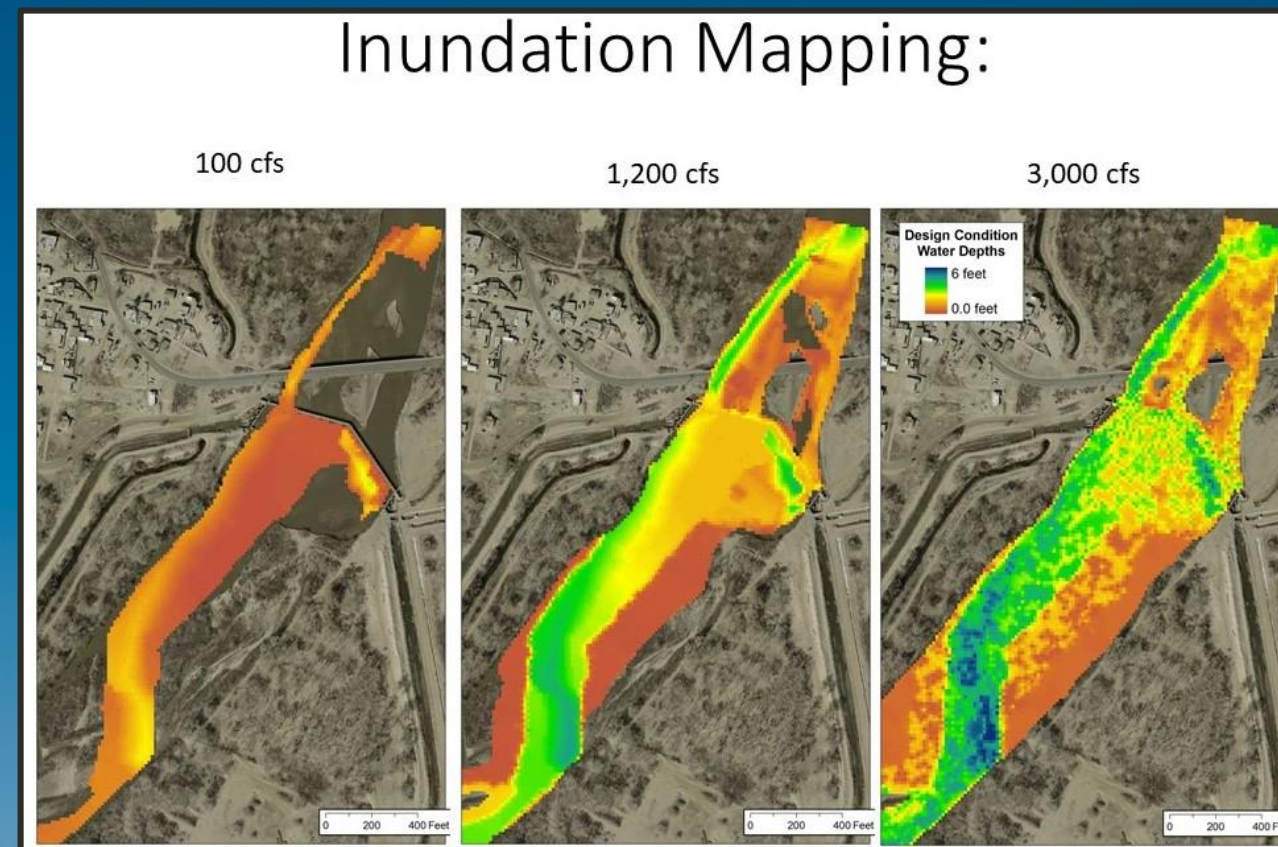 Inundation Mapping:
100 cfs
1,200 cfs
3,000 cfs
Design Condition
Water Depths
6 feet
0.0 feet
0 200 400 Feet
0 200 400 Feet
0 200 400 F